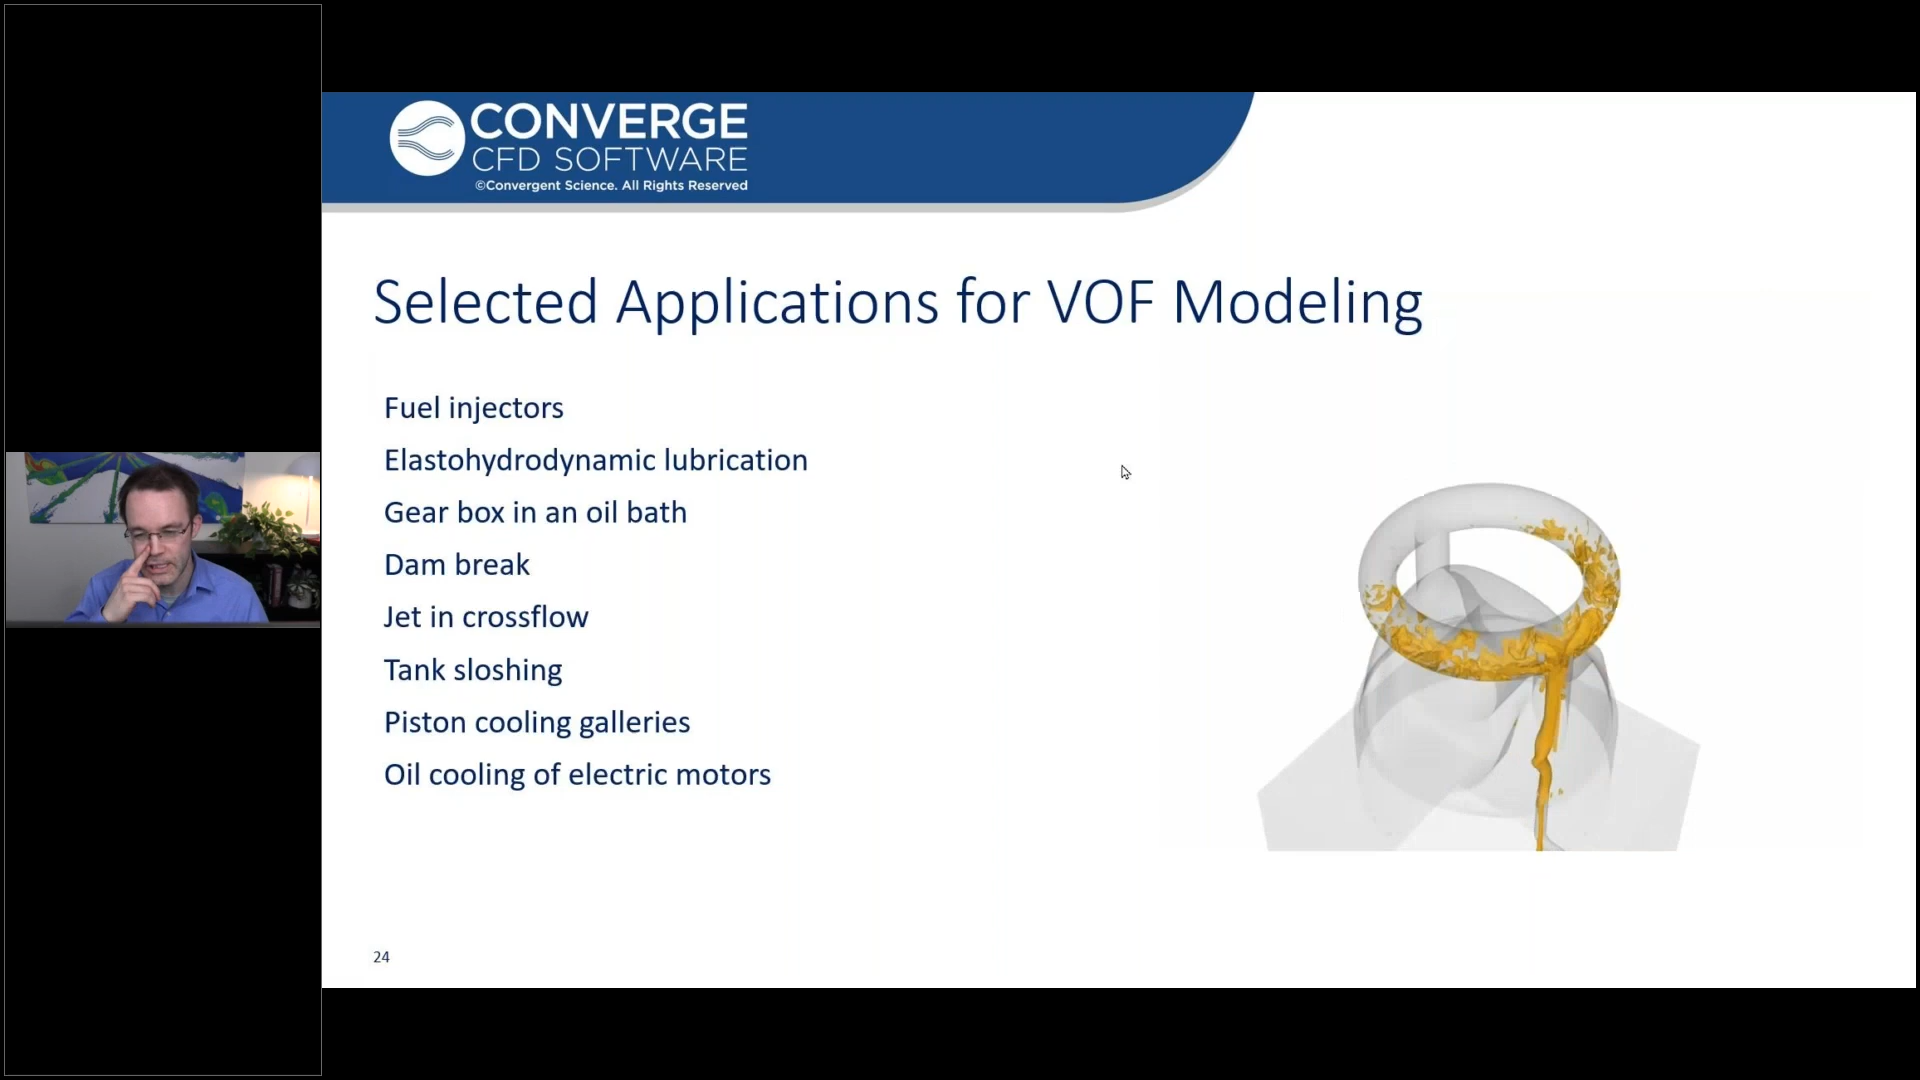 CONVERGE
CFD SOFTWARE
©Convergent Science. All Rights Reserved
Selected Applications for VOF Modeling
Fuel injectors
Elastohydrodynamic lubrication
Gear box in an oil bath
Dam break
Jet in crossflow
Tank sloshing
Piston cooling galleries
Oil cooling of electric motors
24